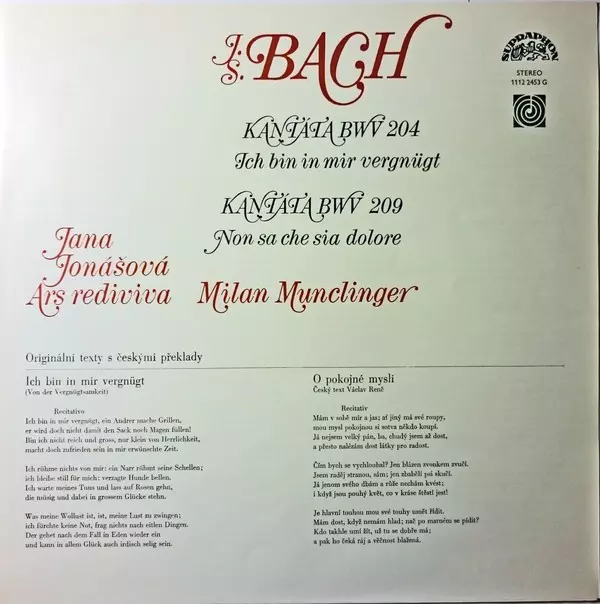 J. S. BACH
SUPRAPHON
STEREO
1112 2453 G
KANTÁTA BWV 204
Ich bin in mir vergnügt
KANTÁTA BWV 209
Non sa che sia dolore
Jana
Jonášová
Ars rediviva Milan Munclinger
Originální texty s českými překlady
Ich bin in mir vergnügt
(Von der Vergnügtsamkeit)
Recitativo
Ich bin in mir vergnügt, ein Andrer mache Grillen,
er wird doch nicht damit den Sack noch Magen füllen!
Bin ich nicht reich und gross, nur klein von Herrlichkeit,
macht doch zufrieden sein in mir erwünschte Zeit.
Ich rühme nichts von mir: ein Narr rühmt seine Schellen;
ich bleibe still für mich: verzagte Hunde bellen.
Ich warte meines Tuns und lass auf Rosen gehn,
die müsig und dabei in grossem Glücke stehn.
Was meine Wollust ist, ist, meine Lust zu zwingen;
ich fürchte keine Not, frag nichts nach eitlen Dingen.
Der gehet nach dem Fall in Eden wieder ein
und kann in allem Glück auch irdisch selig sein.
O pokojné mysli
Český text Václav Renč
Recitativ
Mám v sobě mír a jas; ať jiný má své roupy,
mou mysl pokojnou si sotva někdo koupí.
Já nejsem velký pán, ba, chudý jsem až dost,
a přesto nalézám dost látky pro radost.
Čím bych se vychloubal? Jen blázen zvonkem zvučí.
Jsem raděj stranou, sám; jen zbabělí psi skučí.
Já jenom svého dbám a růže nechám kvést;
i když jsou pouhý květ, co v kráse štěstí jest!
Je hlavní touhou mou své touhy umět řídit.
Mám dost, když nemám hlad; nač po marném se pídit?
Kdo takhle umí žít, už tu se dobře má;
a pak ho čeká ráj a věčnost blažená.